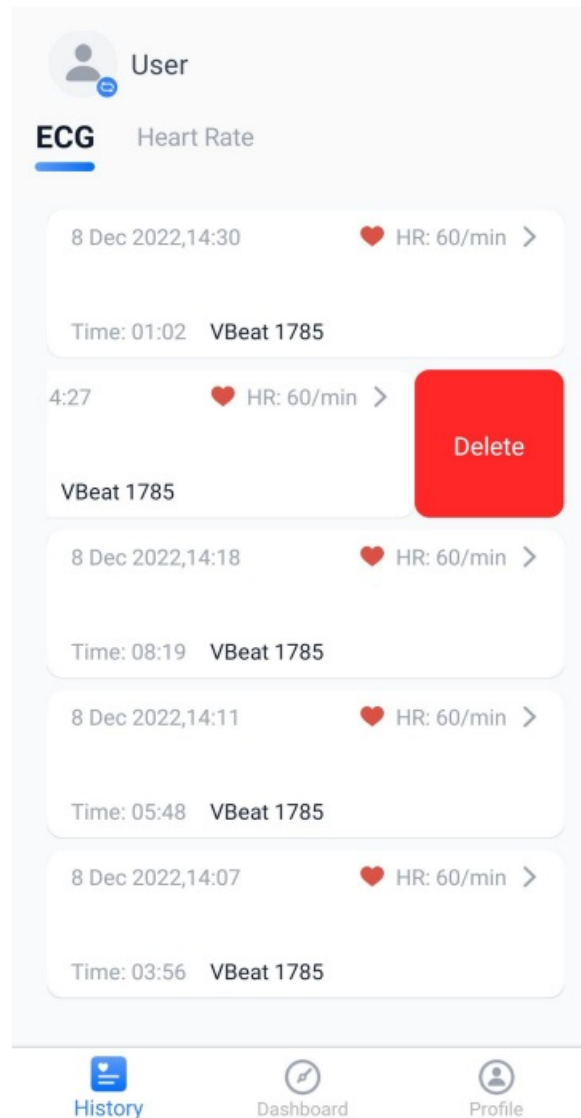 User
ECG Heart Rate
8 Dec 2022,14:30 HR: 60/min
Time: 01:02 VBeat 1785
4:27 HR: 60/min
Delete
VBeat 1785
8 Dec 2022,14:18 HR: 60/min
Time: 08:19 VBeat 1785
8 Dec 2022,14:11 HR: 60/min
Time: 05:48 VBeat 1785
8 Dec 2022,14:07 HR: 60/min
Time: 03:56 VBeat 1785
History Dashboard Profile